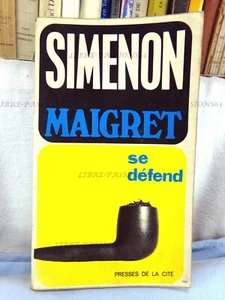 SIMENON
MAIGRET
se
défend
PRESSES DE LA CITÉ